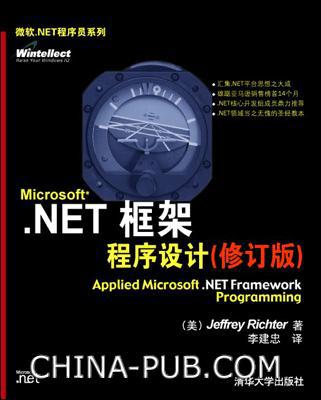 微软.NET程序员系列
Wintellect
Raise Your Windows IQ
◆汇集.NET平台思想之大成
◆雄踞亚马逊销售榜首14个月
◆.NET核心开发组成员鼎力推荐
◆.NET领域当之无愧的圣经教本
Microsoft®
.NET 框架
程序设计(修订版)
Applied Microsoft .NET Framework
Programming
(美) Jeffrey Richter 著
李建忠 译
CHINA-PUB.COM
Microsoft
.net
清华大学出版社